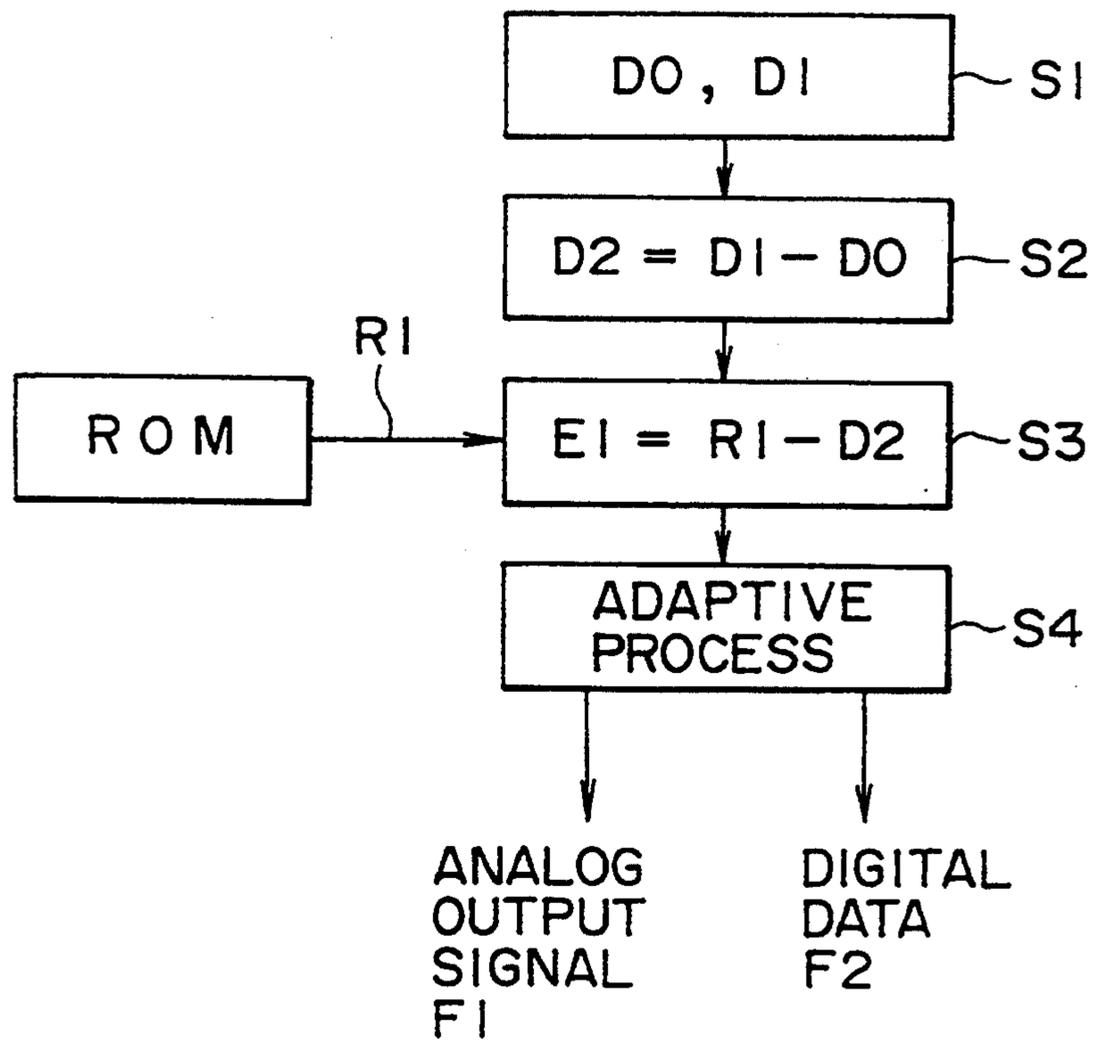 D0, D1
S1
D2 = D1 - D0
S2
R1
ROM
E1 = R1 - D2
S3
ADAPTIVE
PROCESS
S4
ANALOG
OUTPUT
SIGNAL
F1
DIGITAL
DATA
F2